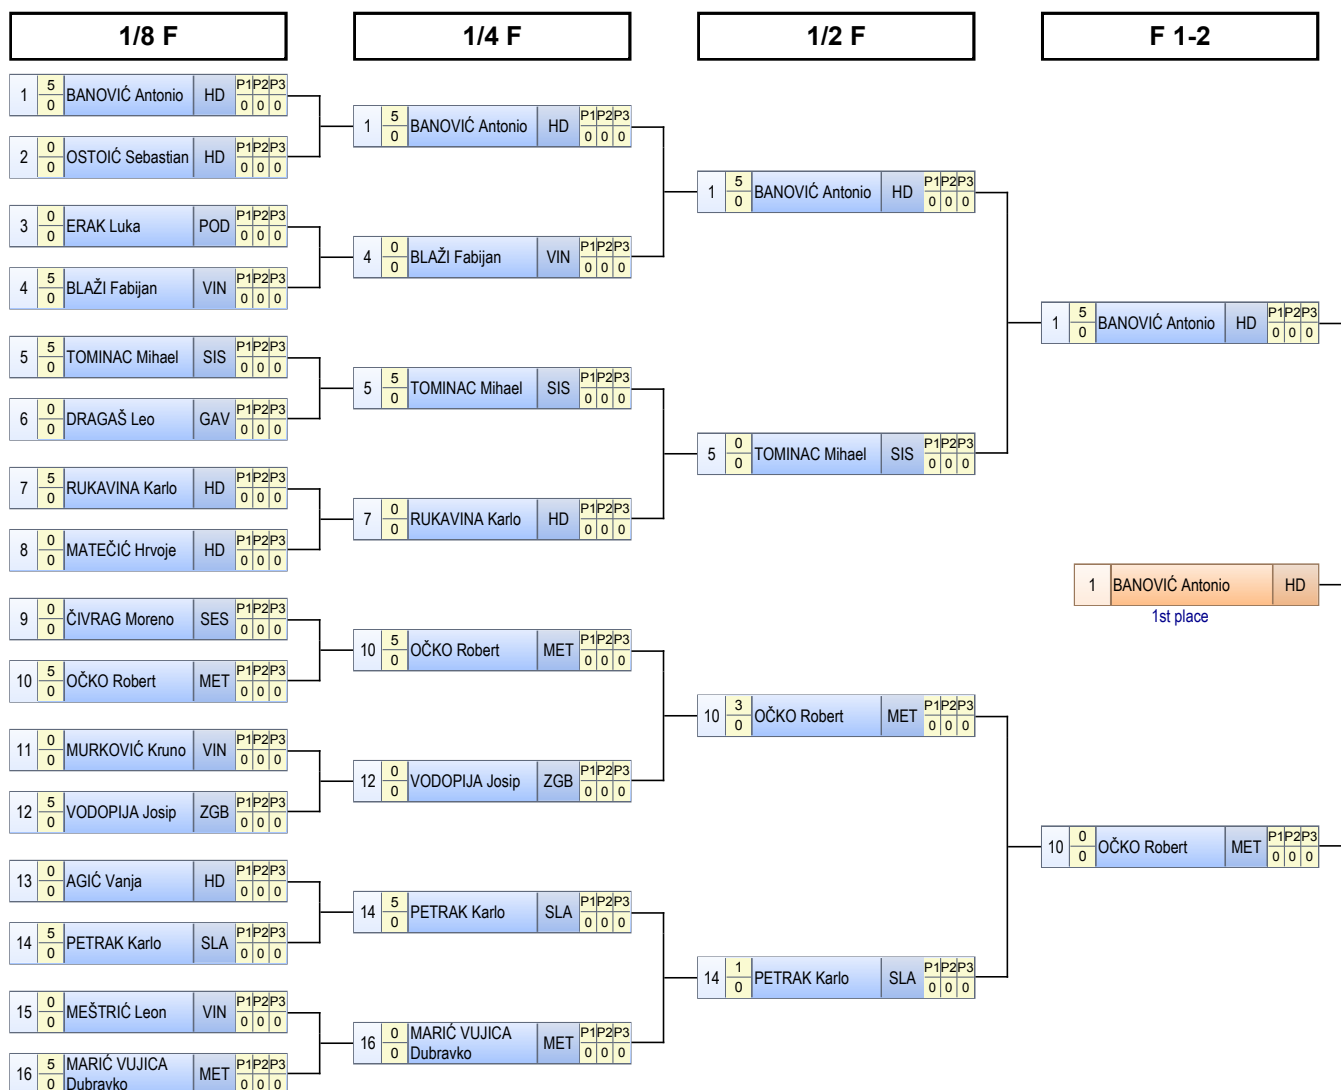 1/8 F
1/4 F
1/2 F
F 1-2
1 5 0 BANOVIĆ Antonio HD P1 P2 P3 0 0 0
2 0 0 OSTOIĆ Sebastian HD P1 P2 P3 0 0 0
3 0 0 ERAK Luka POD P1 P2 P3 0 0 0
4 5 0 BLAŽI Fabijan VIN P1 P2 P3 0 0 0
5 5 0 TOMINAC Mihael SIS P1 P2 P3 0 0 0
6 0 0 DRAGAŠ Leo GAV P1 P2 P3 0 0 0
7 5 0 RUKAVINA Karlo HD P1 P2 P3 0 0 0
8 0 0 MATEČIĆ Hrvoje HD P1 P2 P3 0 0 0
9 0 0 ČIVRAG Moreno SES P1 P2 P3 0 0 0
10 5 0 OČKO Robert MET P1 P2 P3 0 0 0
11 0 0 MURKOVIĆ Kruno VIN P1 P2 P3 0 0 0
12 5 0 VODOPIJA Josip ZGB P1 P2 P3 0 0 0
13 0 0 AGIĆ Vanja HD P1 P2 P3 0 0 0
14 5 0 PETRAK Karlo SLA P1 P2 P3 0 0 0
15 0 0 MEŠTRIĆ Leon VIN P1 P2 P3 0 0 0
16 5 0 MARIĆ VUJICA
Dubravko MET P1 P2 P3 0 0 0
1 5 0 BANOVIĆ Antonio HD P1 P2 P3 0 0 0
4 0 0 BLAŽI Fabijan VIN P1 P2 P3 0 0 0
5 5 0 TOMINAC Mihael SIS P1 P2 P3 0 0 0
7 0 0 RUKAVINA Karlo HD P1 P2 P3 0 0 0
10 5 0 OČKO Robert MET P1 P2 P3 0 0 0
12 0 0 VODOPIJA Josip ZGB P1 P2 P3 0 0 0
14 5 0 PETRAK Karlo SLA P1 P2 P3 0 0 0
16 0 0 MARIĆ VUJICA
Dubravko MET P1 P2 P3 0 0 0
1 5 0 BANOVIĆ Antonio HD P1 P2 P3 0 0 0
5 0 0 TOMINAC Mihael SIS P1 P2 P3 0 0 0
10 3 0 OČKO Robert MET P1 P2 P3 0 0 0
14 1 0 PETRAK Karlo SLA P1 P2 P3 0 0 0
1 5 0 BANOVIĆ Antonio HD P1 P2 P3 0 0 0
1 BANOVIĆ Antonio HD
1st place
10 0 0 OČKO Robert MET P1 P2 P3 0 0 0